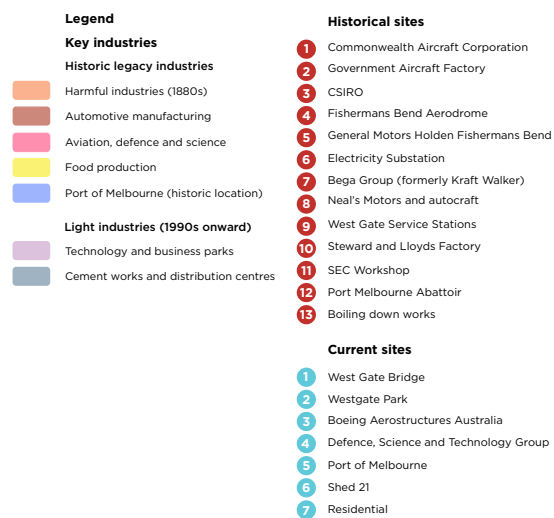 Legend
Key industries
Historic legacy industries
Harmful industries (1880s)
Automotive manufacturing
Aviation, defence and science
Food production
Port of Melbourne (historic location)
Light industries (1990s onward)
Technology and business parks
Cement works and distribution centres
Historical sites
1 Commonwealth Aircraft Corporation
2 Government Aircraft Factory
3 CSIRO
4 Fishermans Bend Aerodrome
5 General Motors Holden Fishermans Bend
6 Electricity Substation
7 Bega Group (formerly Kraft Walker)
8 Neal's Motors and autocraft
9 West Gate Service Stations
10 Steward and Lloyds Factory
11 SEC Workshop
12 Port Melbourne Abattoir
13 Boiling down works
Current sites
1 West Gate Bridge
2 Westgate Park
3 Boeing Aerostructures Australia
4 Defence, Science and Technology Group
5 Port of Melbourne
6 Shed 21
7 Residential